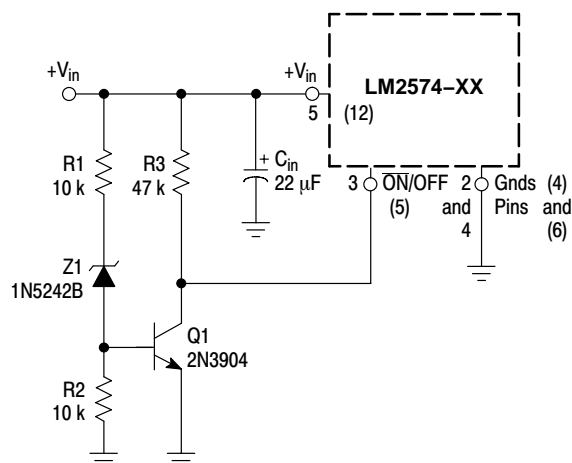 +Vin
+Vin
LM2574–XX
5
(12)
R1
10 k
R3
47 k
+ Cin
22 μF
3
ON/OFF
(5)
2
and
4
Gnds
Pins
(4)
and
(6)
Z1
1N5242B
Q1
2N3904
R2
10 k